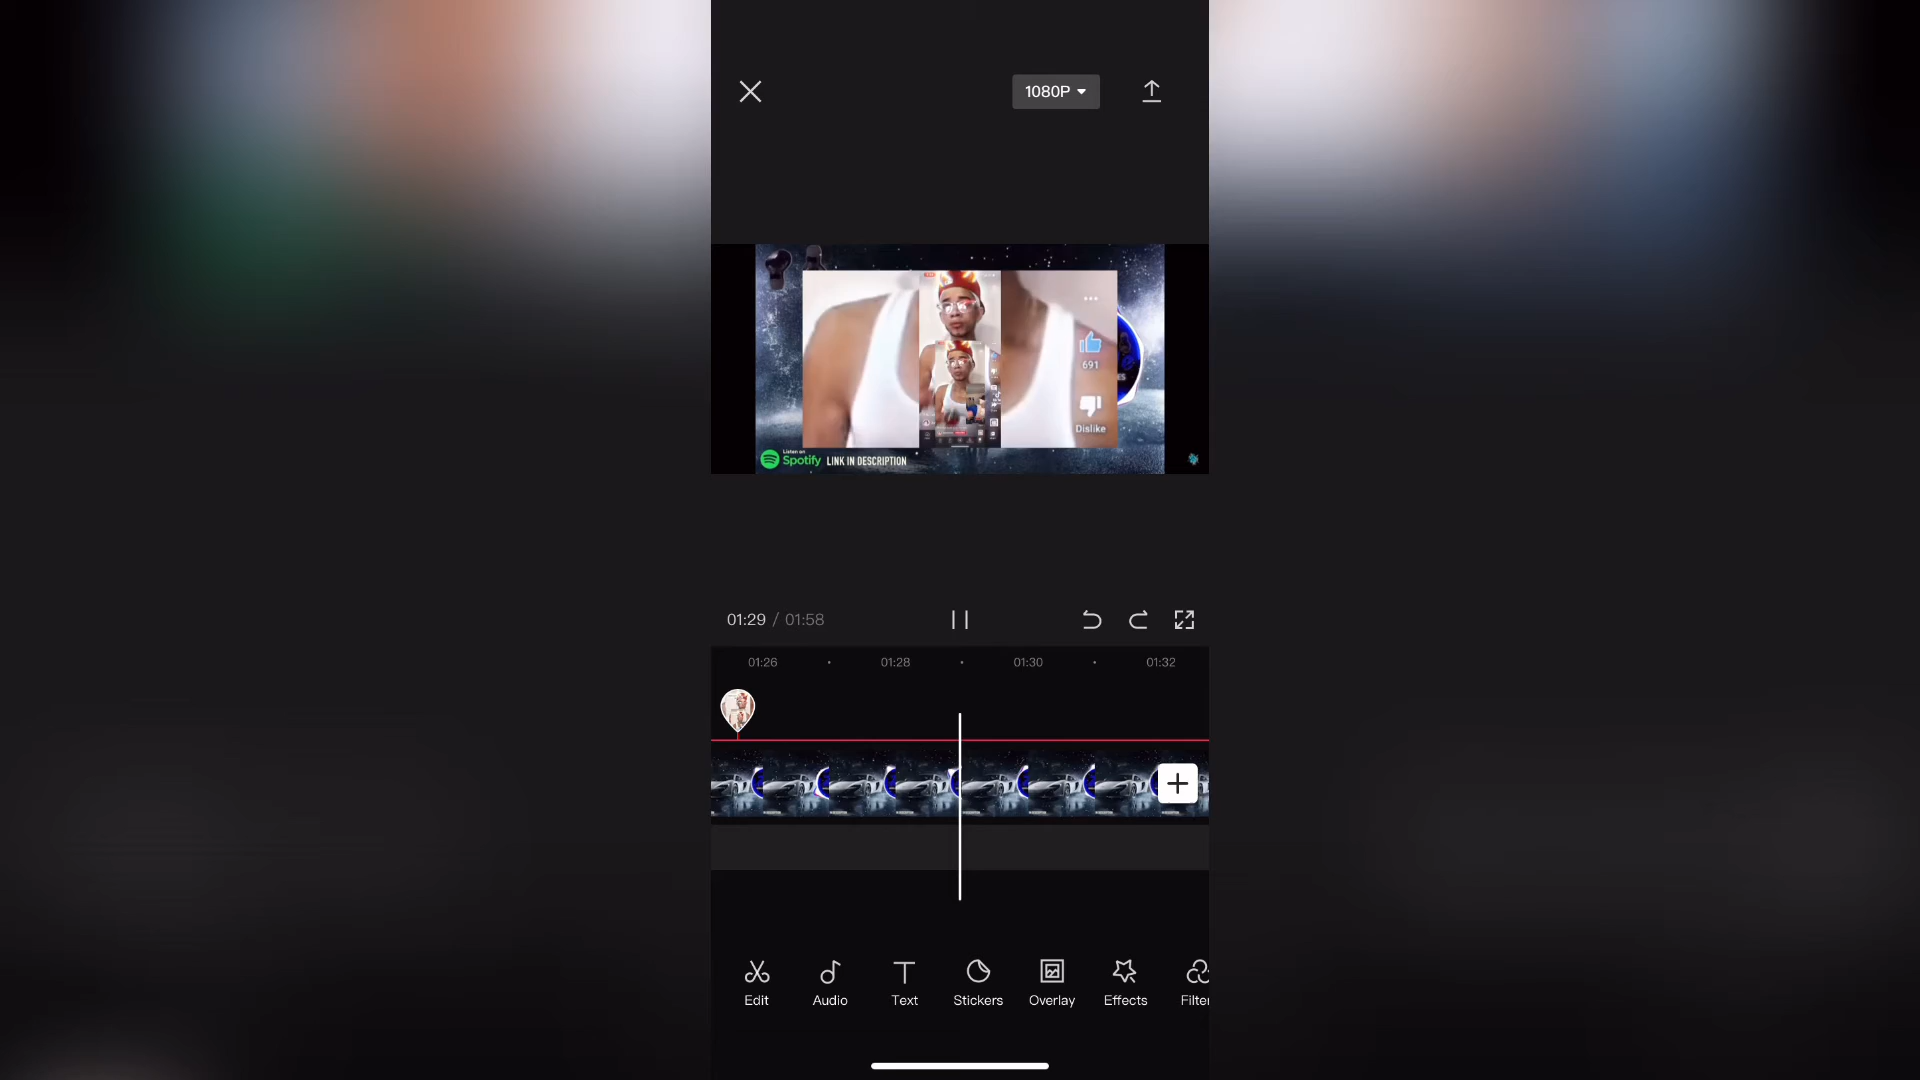 1080P
691
Dislike
Listen on
Spotify LINK IN DESCRIPTION
01:29 / 01:58
01:26 01:28 01:30 01:32
Edit Audio Text Stickers Overlay Effects Filter